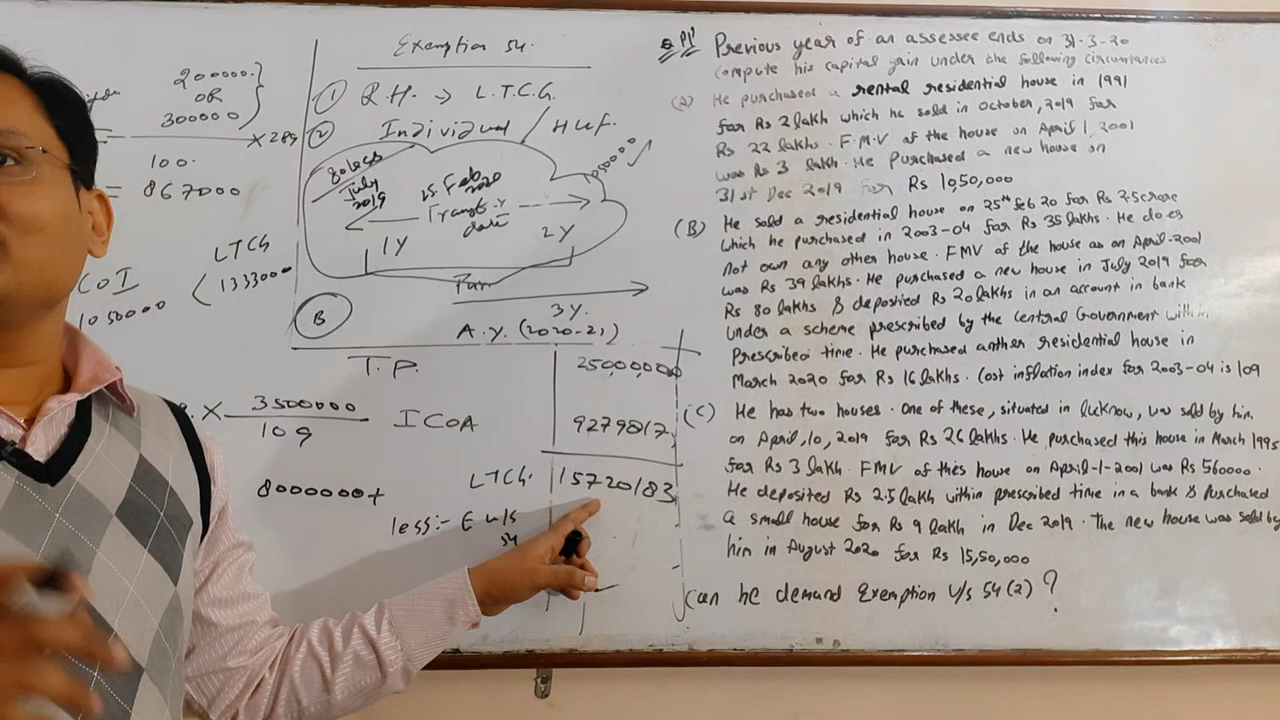 200000.
OR
300000
× 289
100.
= 867000
LTCG
1333000
COI
1050000
Exemption 54.
① R.H. → L.T.C.G.
② Individual / HUF.
1050000 ✓
80 lacs
July 2019
25. Feb 2020
Transfer date
1Y
2Y
Pur
3Y.
Ⓑ
A.Y. (2020-21)
T.P.
25000000
× 3500000
109
ICOA
9279817
LTCG.
15720183
8000000+
less:- E u/s
54
Previous year of an assessee ends on 31-3-20
Compute his capital gain under the following circumstances
(A) He purchased a rental residential house in 1991
for Rs 2 lakh which he sold in October, 2019 for
Rs 22 lakhs. F.M.V of the house on April 1, 2001
was Rs 3 lakh. He purchased a new house on
31st Dec 2019 for Rs 10,50,000
(B) He sold a residential house on 25th feb 20 for Rs 2.5 crore
which he purchased in 2003-04 for Rs 35 lakhs. He does
not own any other house. FMV of the house as on April-2001
was Rs 39 lakhs. He purchased a new house in July 2019 for
Rs 80 lakhs & depostied Rs 20 lakhs in an account in bank
under a scheme prescribed by the Central Government within
Prescribed time. He purchased another residential house in
March 2020 for Rs 16 lakhs. Cost inflation index for 2003-04 is 109
(C) He has two houses. One of these, situated in lucknow, was sold by him
on April, 10, 2019 for Rs 26 lakhs. He purchased this house in March 1995
for Rs 3 lakh. FMV of this house on April-1-2001 was Rs 560000.
He deposited Rs 2.5 lakh within prescribed time in a bank & Purchased
a small house for Rs 9 lakh in Dec 2019. The new house was sold by
him in August 2020 for Rs 15,50,000
Can he demand Exemption U/s 54(2)?